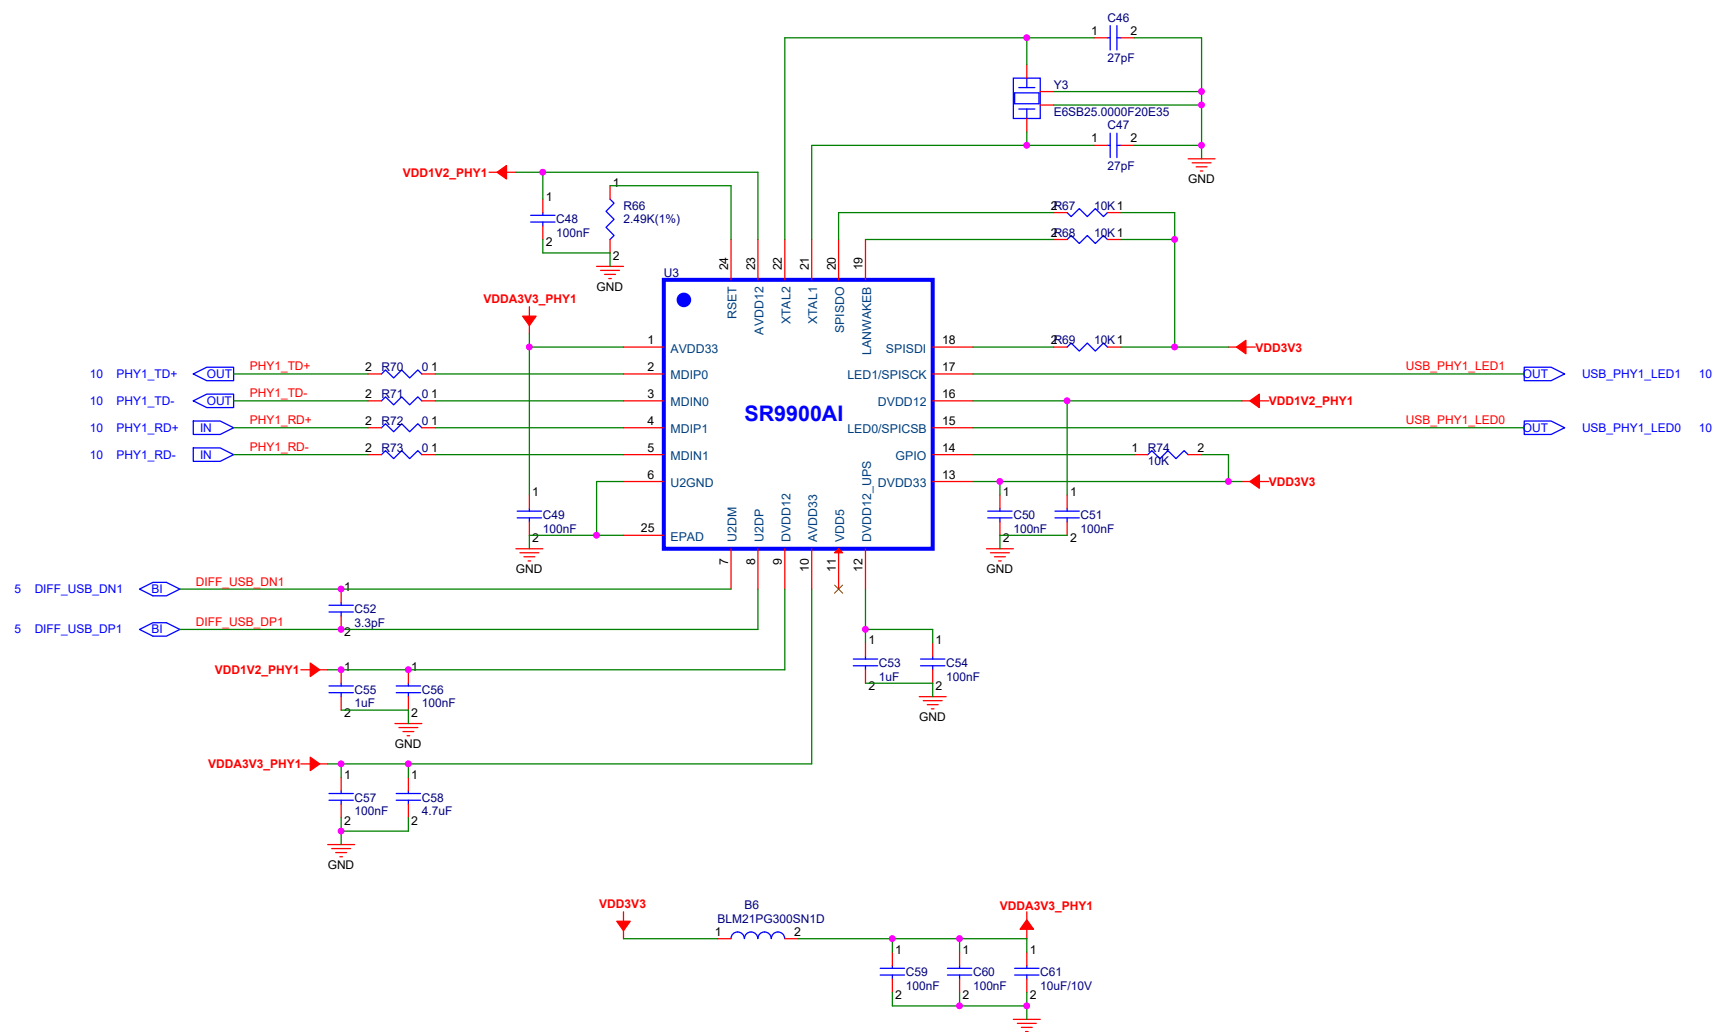 C46
1 2
27pF
Y3
E6SB25.0000F20E35
C47
1 2
27pF
GND
VDD1V2_PHY1
1
C48
100nF
2
1
R66
2.49K(1%)
2
GND
2 R67 10K 1
2 R68 10K 1
U3
24 23 22 21 20 19
RSET
AVDD12
XTAL2
XTAL1
SPISDO
LANWAKEB
VDDA3V3_PHY1
1 AVDD33
SPISDI 18
2 R69 10K 1
VDD3V3
10 PHY1_TD+ OUT PHY1_TD+ 2 R70 0 1
2 MDIP0
LED1/SPISCK 17
USB_PHY1_LED1
OUT USB_PHY1_LED1 10
10 PHY1_TD- OUT PHY1_TD- 2 R71 0 1
3 MDIN0
DVDD12 16
VDD1V2_PHY1
SR9900AI
10 PHY1_RD+ IN PHY1_RD+ 2 R72 0 1
4 MDIP1
LED0/SPICSB 15
USB_PHY1_LED0
OUT USB_PHY1_LED0 10
10 PHY1_RD- IN PHY1_RD- 2 R73 0 1
5 MDIN1
GPIO 14
1 R74 2
10K
6 U2GND
DVDD33 13
VDD3V3
1
C49
100nF
2
GND
25 EPAD
U2DM
U2DP
DVDD12
AVDD33
VDD5
DVDD12_UPS
7 8 9 10 11 12
1
C50
100nF
2
GND
1
C51
100nF
2
5 DIFF_USB_DN1 BI DIFF_USB_DN1
1
C52
3.3pF
2
5 DIFF_USB_DP1 BI DIFF_USB_DP1
1
C53
1uF
2
1
C54
100nF
2
GND
VDD1V2_PHY1
1
C55
1uF
2
1
C56
100nF
2
GND
VDDA3V3_PHY1
1
C57
100nF
2
1
C58
4.7uF
2
GND
VDD3V3
B6
BLM21PG300SN1D
1 2
VDDA3V3_PHY1
1
C59
100nF
2
1
C60
100nF
2
1
C61
10uF/10V
2